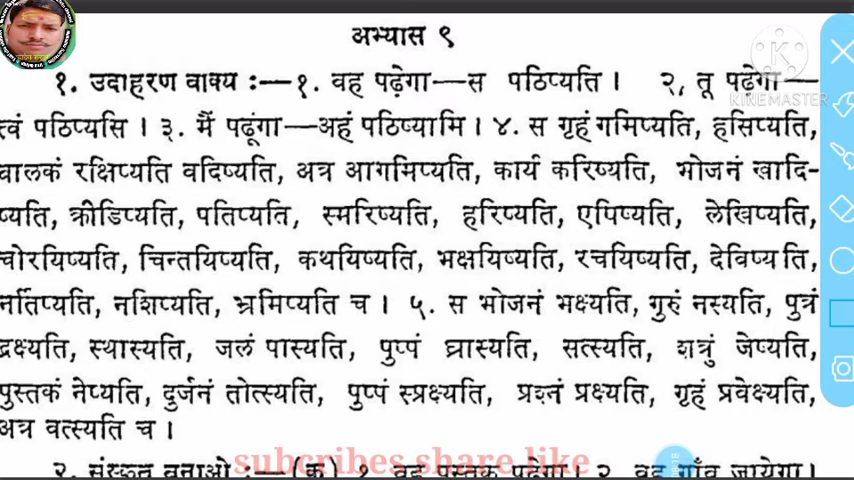 अभ्यास ९
१. उदाहरण वाक्य :—१. वह पढ़ेगा—स पठिष्यति । २, तू पढ़ेगा—
त्वं पठिष्यसि । ३. मैं पढूंगा—अहं पठिष्यामि । ४. स गृहं गमिष्यति, हसिष्यति,
बालकं रक्षिष्यति वदिष्यति, अत्र आगमिष्यति, कार्यं करिष्यति, भोजनं खादि-
ष्यति, क्रीडिष्यति, पतिष्यति, स्मरिष्यति, हरिष्यति, एषिष्यति, लेखिष्यति,
चोरयिष्यति, चिन्तयिष्यति, कथयिष्यति, भक्षयिष्यति, रचयिष्यति, देविष्यति,
नर्तिष्यति, नशिष्यति, भ्रमिष्यति च । ५. स भोजनं भक्ष्यति, गुरुं नंस्यति, पुत्रं
द्रक्ष्यति, स्थास्यति, जलं पास्यति, पुष्पं घ्रास्यति, सत्स्यति, शत्रुं जेष्यति,
पुस्तकं नेष्यति, दुर्जनं तोत्स्यति, पुष्पं स्प्रक्ष्यति, प्रश्नं प्रक्ष्यति, गृहं प्रवेक्ष्यति,
अत्र वत्स्यति च ।
२. संस्कृत बनाओ :—(क) १. वह पुस्तक पढ़ेगा । २. वह गाँव जायेगा ।
subcribes share like
KINEMASTER